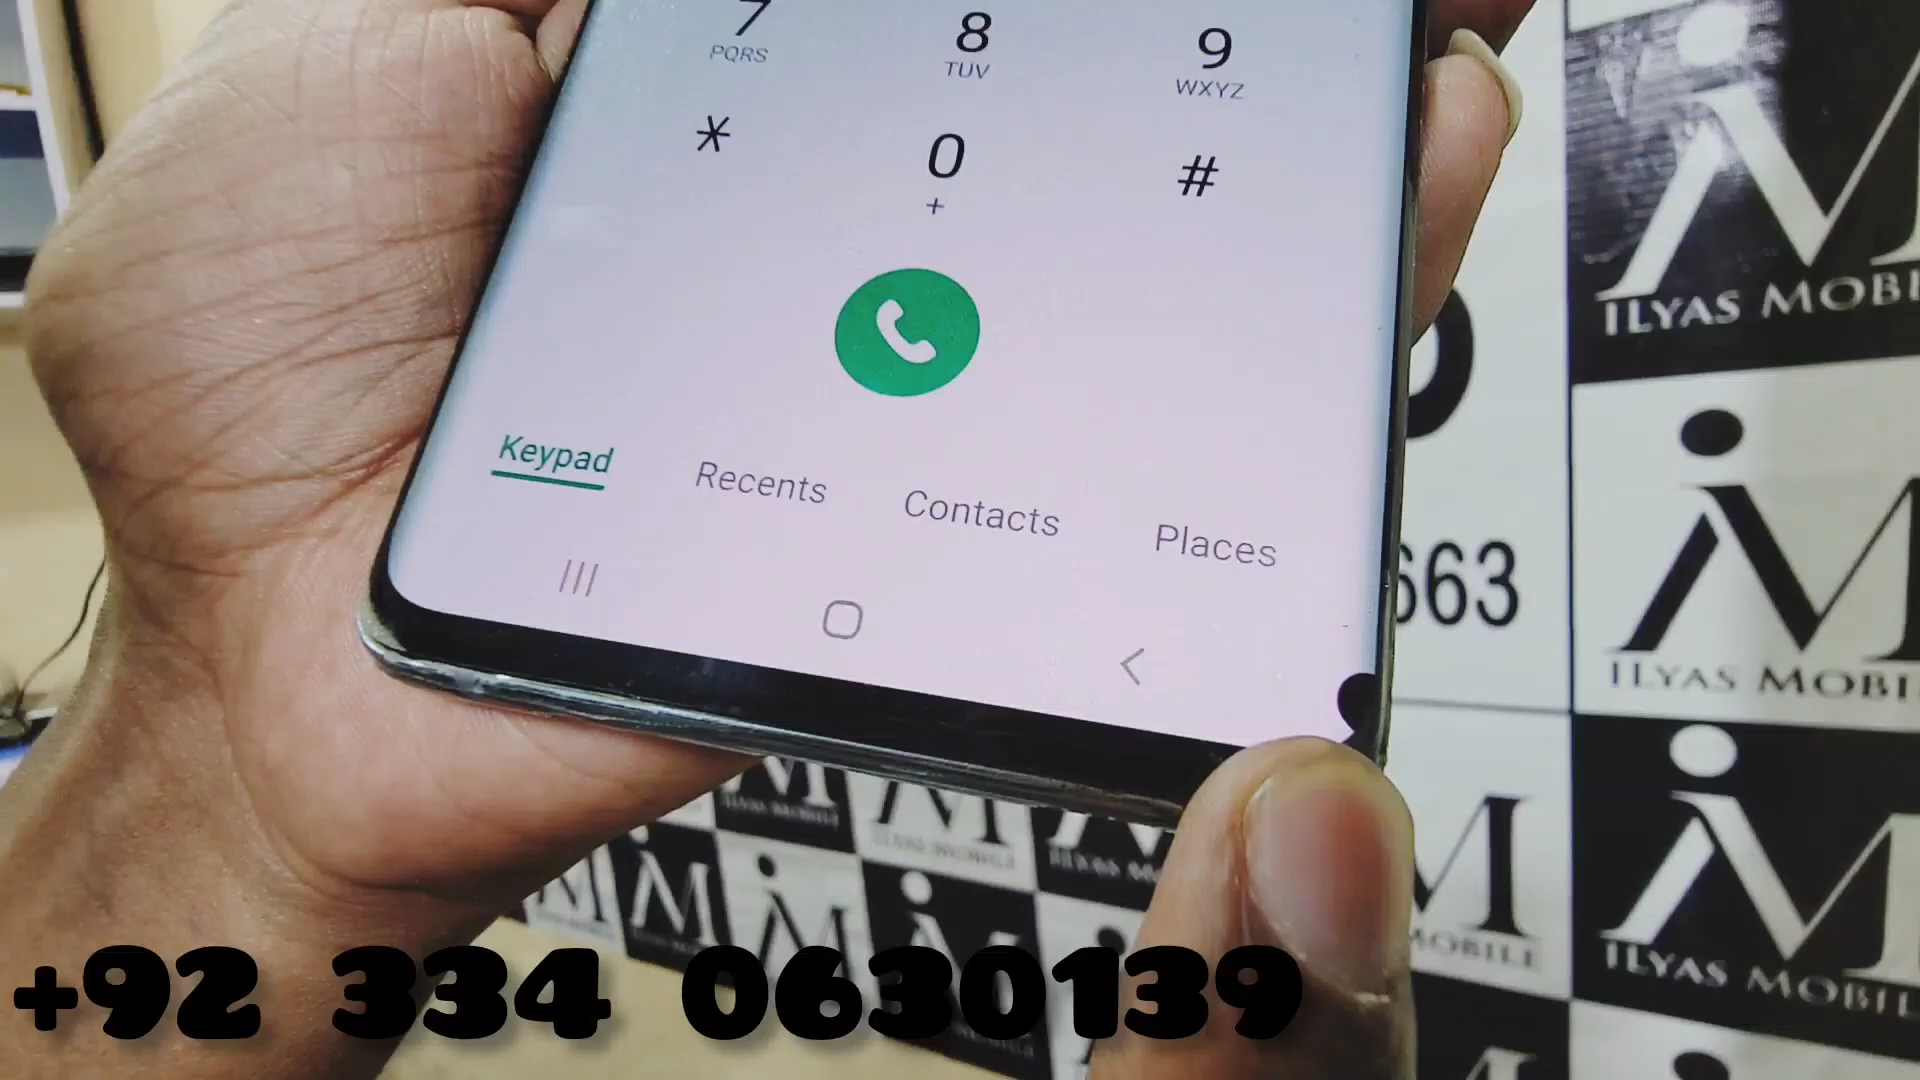 7 8 9
PQRS TUV WXYZ
* 0 #
+
Keypad Recents Contacts Places
663
ILYAS MOBI
ILYAS MOBI
ILYAS MOBIL
MOBILE
+92 334 0630139